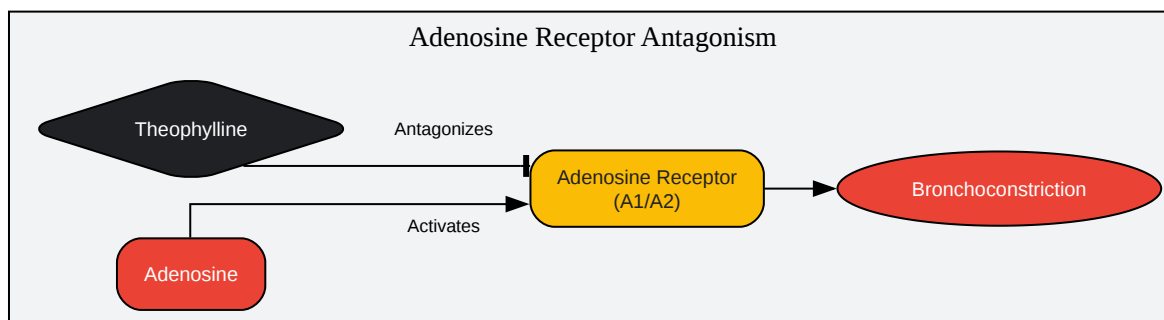 Adenosine Receptor Antagonism
Theophylline
Antagonizes
Adenosine Receptor
(A1/A2)
Bronchoconstriction
Activates
Adenosine